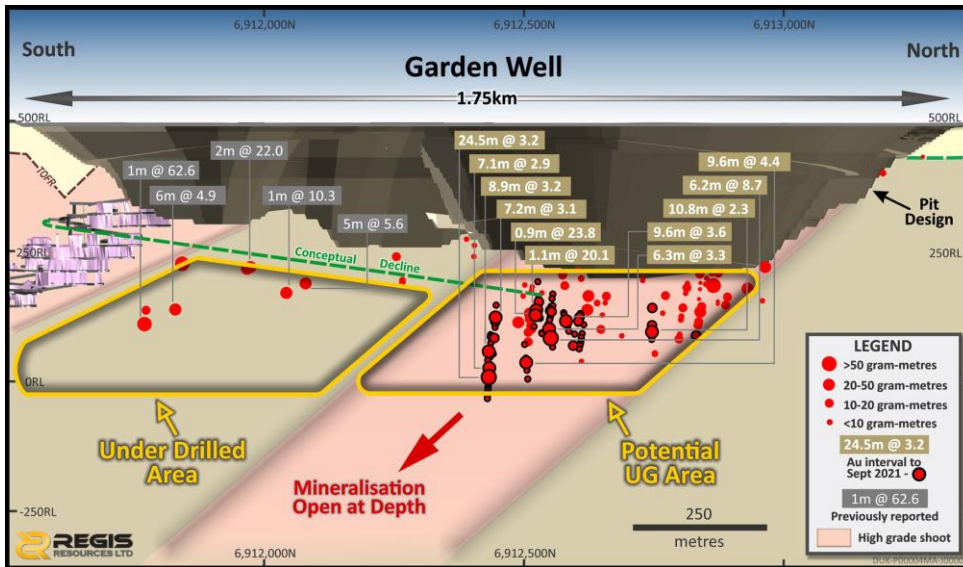 6,912,000N
6,912,500N
6,913,000N
South
North
Garden Well
1.75km
500RL
500RL
TOFR
2m @ 22.0
1m @ 62.6
6m @ 4.9
1m @ 10.3
5m @ 5.6
24.5m @ 3.2
7.1m @ 2.9
8.9m @ 3.2
7.2m @ 3.1
0.9m @ 23.8
1.1m @ 20.1
9.6m @ 4.4
6.2m @ 8.7
10.8m @ 2.3
9.6m @ 3.6
6.3m @ 3.3
Pit
Design
250RL
250RL
Conceptual Decline
0RL
Under Drilled
Area
Potential
UG Area
Mineralisation
Open at Depth
-250RL
250
metres
LEGEND
>50 gram-metres
20-50 gram-metres
10-20 gram-metres
<10 gram-metres
24.5m @ 3.2
Au interval to
Sept 2021 -
1m @ 62.6
Previously reported
High grade shoot
REGIS
RESOURCES LTD
6,912,000N
6,912,500N